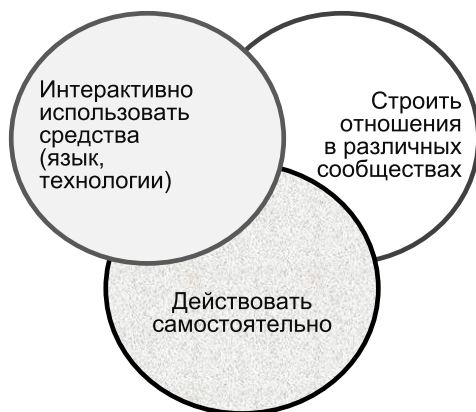 Интерактивно
использовать
средства
(язык,
технологии)
Строить
отношения
в различных
сообществах
Действовать
самостоятельно